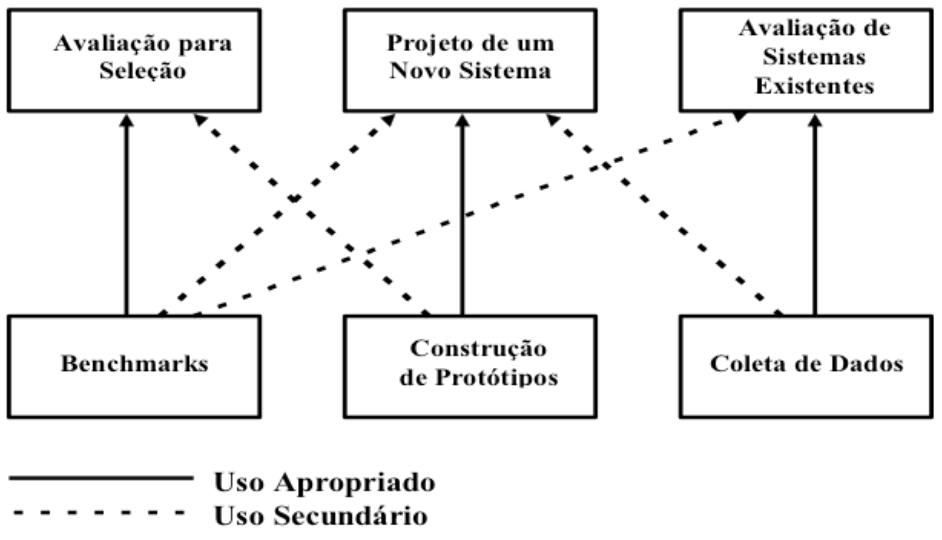 Avaliação para
Seleção
Projeto de um
Novo Sistema
Avaliação de
Sistemas
Existentes
Benchmarks
Construção
de Protótipos
Coleta de Dados
Uso Apropriado
Uso Secundário